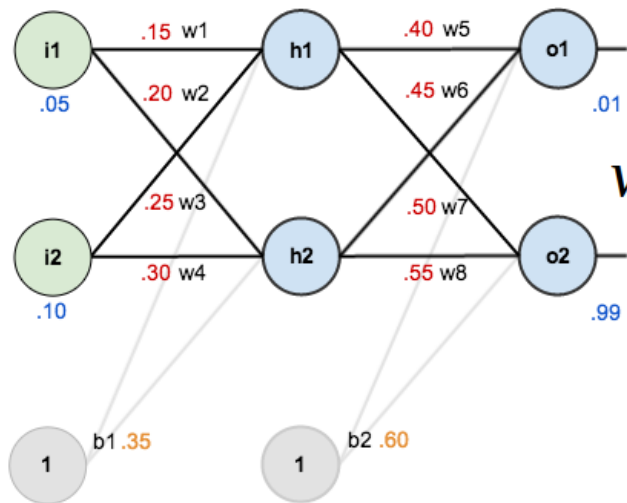 i1 .15 w1 h1 .40 w5 o1
.05 .20 w2 .45 w6 .01
.25 w3 .50 w7
i2 .30 w4 h2 .55 w8 o2
.10 .99
1 b1 .35 1 b2 .60